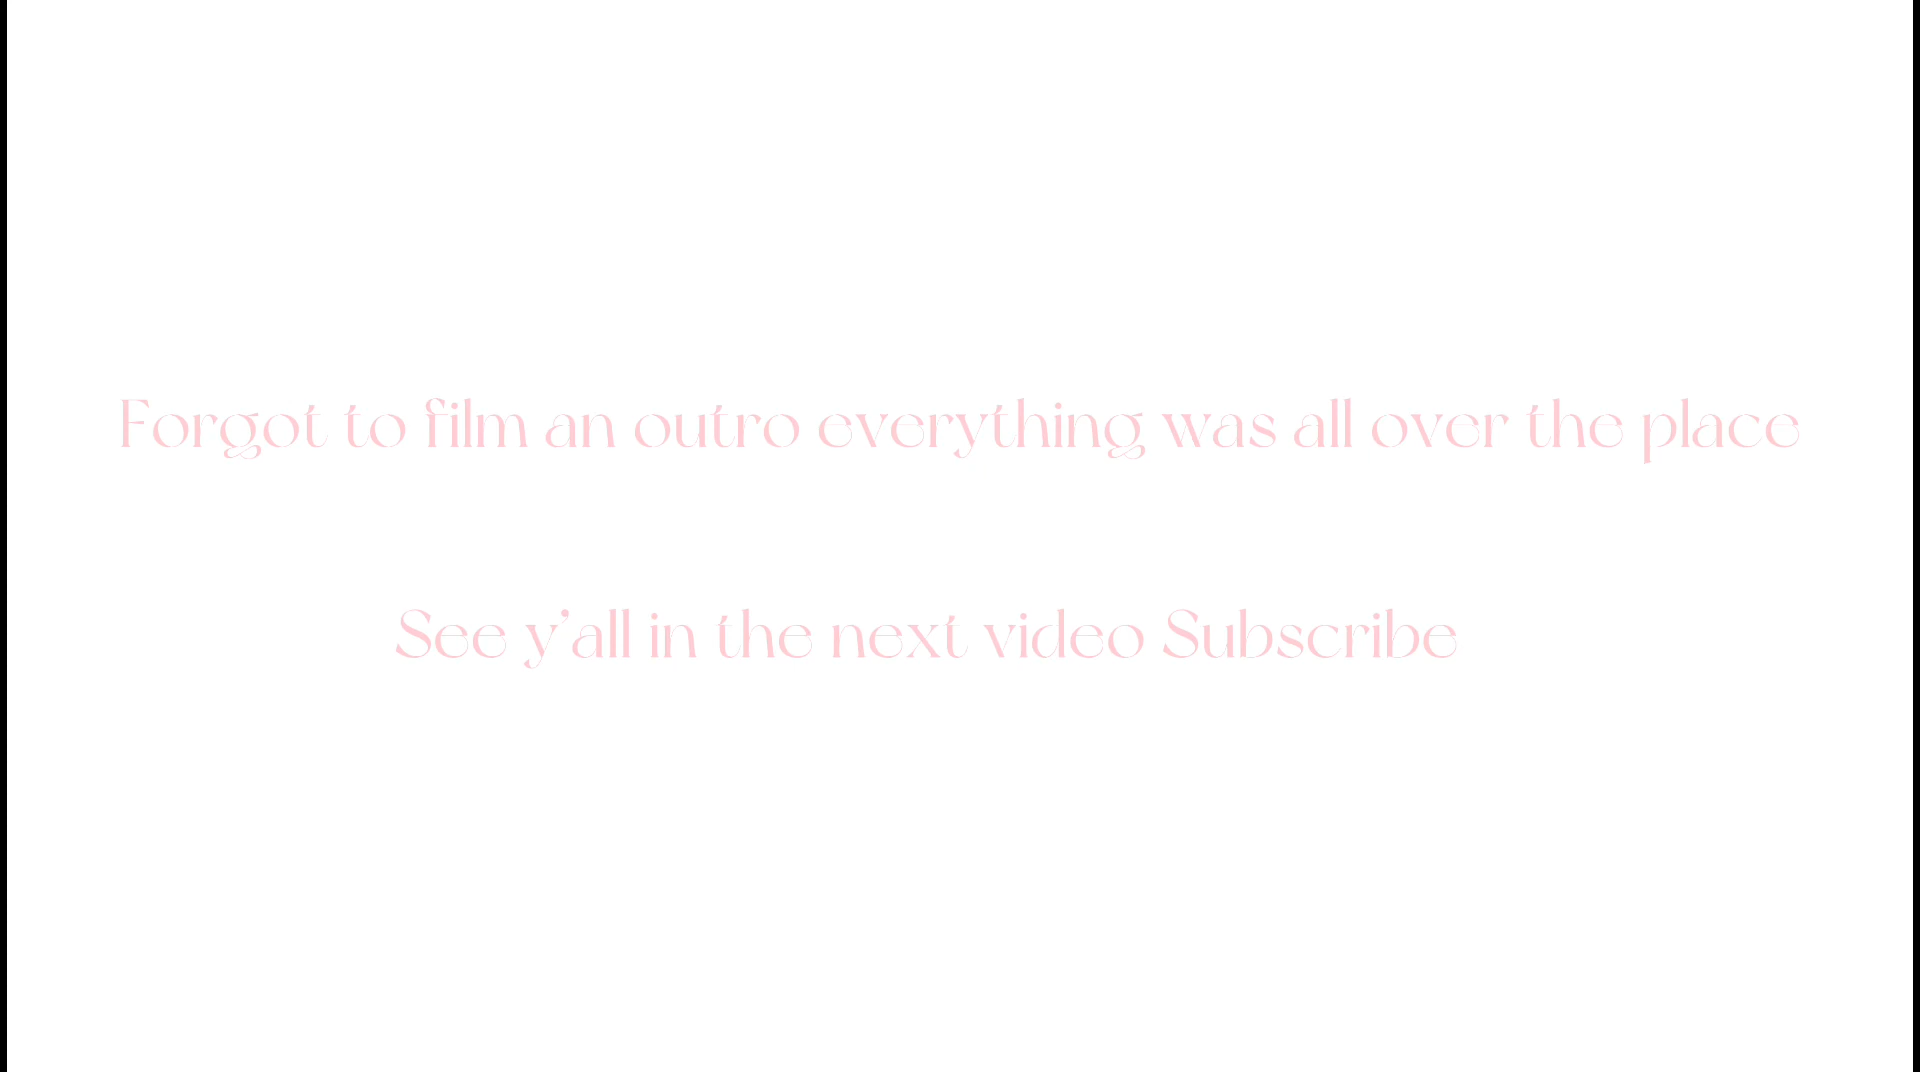 Forgot to film an outro everything was all over the place
See y’all in the next video Subscribe